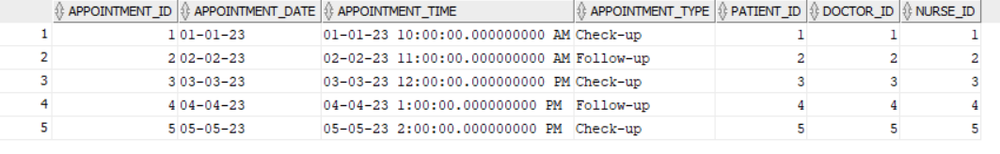 APPOINTMENT_ID APPOINTMENT_DATE APPOINTMENT_TIME APPOINTMENT_TYPE PATIENT_ID DOCTOR_ID NURSE_ID
1 1 01-01-23 01-01-23 10:00:00.000000000 AM Check-up 1 1 1
2 2 02-02-23 02-02-23 11:00:00.000000000 AM Follow-up 2 2 2
3 3 03-03-23 03-03-23 12:00:00.000000000 PM Check-up 3 3 3
4 4 04-04-23 04-04-23 1:00:00.000000000 PM Follow-up 4 4 4
5 5 05-05-23 05-05-23 2:00:00.000000000 PM Check-up 5 5 5